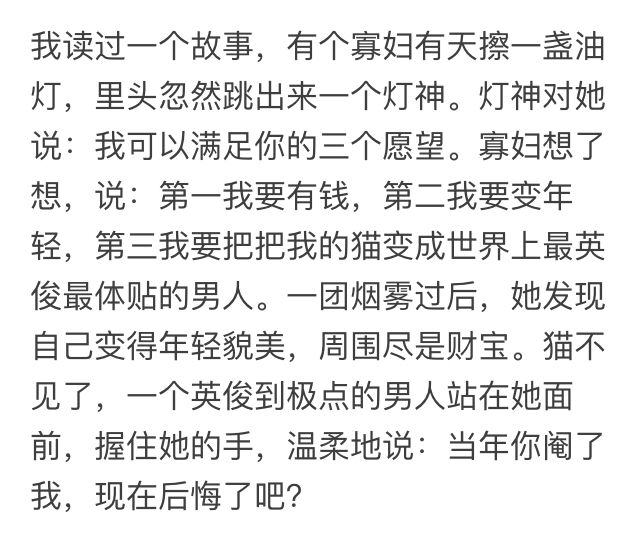 我读过一个故事，有个寡妇有天擦一盏油
灯，里头忽然跳出来一个灯神。灯神对她
说：我可以满足你的三个愿望。寡妇想了
想，说：第一我要有钱，第二我要变年
轻，第三我要把把我的猫变成世界上最英
俊最体贴的男人。一团烟雾过后，她发现
自己变得年轻貌美，周围尽是财宝。猫不
见了，一个英俊到极点的男人站在她面
前，握住她的手，温柔地说：当年你阉了
我，现在后悔了吧？